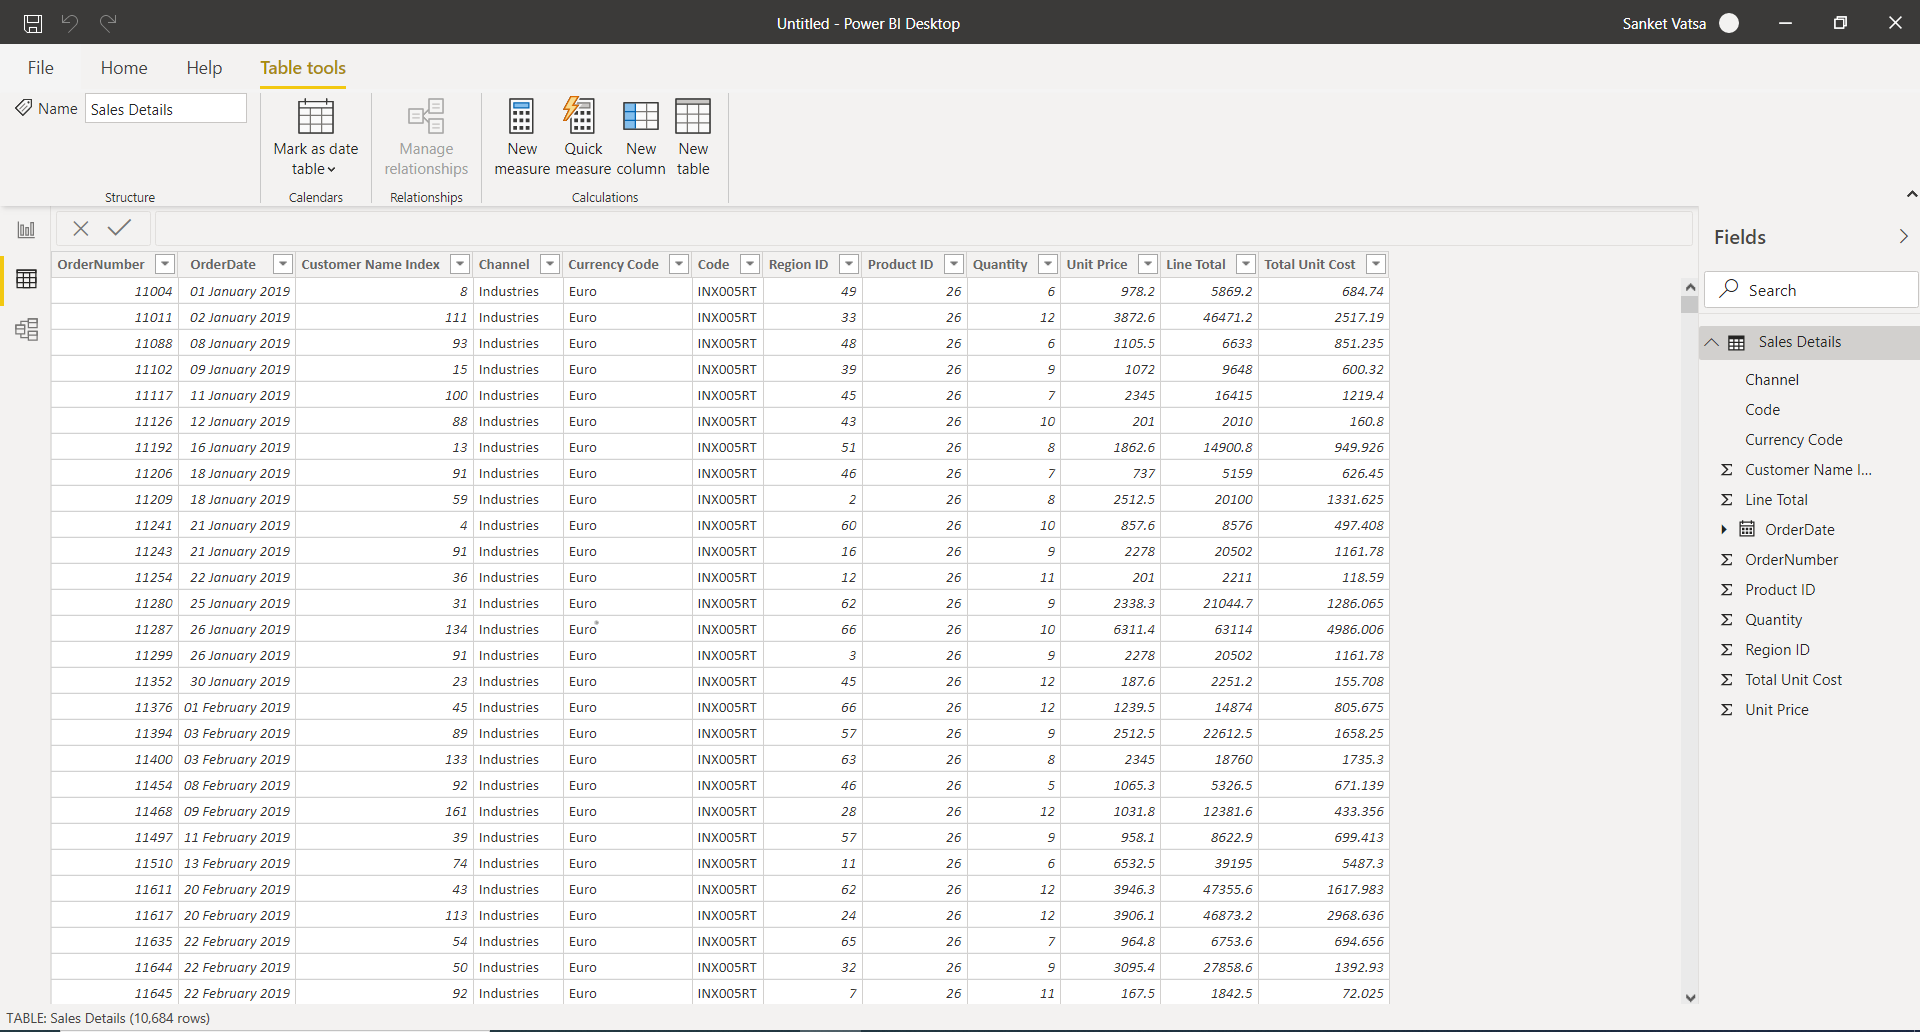 Untitled - Power BI Desktop
Sanket Vatsa
File Home Help Table tools
Name Sales Details
Mark as date table
Manage relationships
New measure
Quick measure
New column
New table
Structure Calendars Relationships Calculations
OrderNumber OrderDate Customer Name Index Channel Currency Code Code Region ID Product ID Quantity Unit Price Line Total Total Unit Cost
11004 01 January 2019 8 Industries Euro INX005RT 49 26 6 978.2 5869.2 684.74
11011 02 January 2019 111 Industries Euro INX005RT 33 26 12 3872.6 46471.2 2517.19
11088 08 January 2019 93 Industries Euro INX005RT 48 26 6 1105.5 6633 851.235
11102 09 January 2019 15 Industries Euro INX005RT 39 26 9 1072 9648 600.32
11117 11 January 2019 100 Industries Euro INX005RT 45 26 7 2345 16415 1219.4
11126 12 January 2019 88 Industries Euro INX005RT 43 26 10 201 2010 160.8
11192 16 January 2019 13 Industries Euro INX005RT 51 26 8 1862.6 14900.8 949.926
11206 18 January 2019 91 Industries Euro INX005RT 46 26 7 737 5159 626.45
11209 18 January 2019 59 Industries Euro INX005RT 2 26 8 2512.5 20100 1331.625
11241 21 January 2019 4 Industries Euro INX005RT 60 26 10 857.6 8576 497.408
11243 21 January 2019 91 Industries Euro INX005RT 16 26 9 2278 20502 1161.78
11254 22 January 2019 36 Industries Euro INX005RT 12 26 11 201 2211 118.59
11280 25 January 2019 31 Industries Euro INX005RT 62 26 9 2338.3 21044.7 1286.065
11287 26 January 2019 134 Industries Euro INX005RT 66 26 10 6311.4 63114 4986.006
11299 26 January 2019 91 Industries Euro INX005RT 3 26 9 2278 20502 1161.78
11352 30 January 2019 23 Industries Euro INX005RT 45 26 12 187.6 2251.2 155.708
11376 01 February 2019 45 Industries Euro INX005RT 66 26 12 1239.5 14874 805.675
11394 03 February 2019 89 Industries Euro INX005RT 57 26 9 2512.5 22612.5 1658.25
11400 03 February 2019 133 Industries Euro INX005RT 63 26 8 2345 18760 1735.3
11454 08 February 2019 92 Industries Euro INX005RT 46 26 5 1065.3 5326.5 671.139
11468 09 February 2019 161 Industries Euro INX005RT 28 26 12 1031.8 12381.6 433.356
11497 11 February 2019 39 Industries Euro INX005RT 57 26 9 958.1 8622.9 699.413
11510 13 February 2019 74 Industries Euro INX005RT 11 26 6 6532.5 39195 5487.3
11611 20 February 2019 43 Industries Euro INX005RT 62 26 12 3946.3 47355.6 1617.983
11617 20 February 2019 113 Industries Euro INX005RT 24 26 12 3906.1 46873.2 2968.636
11635 22 February 2019 54 Industries Euro INX005RT 65 26 7 964.8 6753.6 694.656
11644 22 February 2019 50 Industries Euro INX005RT 32 26 9 3095.4 27858.6 1392.93
11645 22 February 2019 92 Industries Euro INX005RT 7 26 11 167.5 1842.5 72.025
Fields
Search
Sales Details
Channel
Code
Currency Code
Σ Customer Name I...
Σ Line Total
OrderDate
Σ OrderNumber
Σ Product ID
Σ Quantity
Σ Region ID
Σ Total Unit Cost
Σ Unit Price
TABLE: Sales Details (10,684 rows)